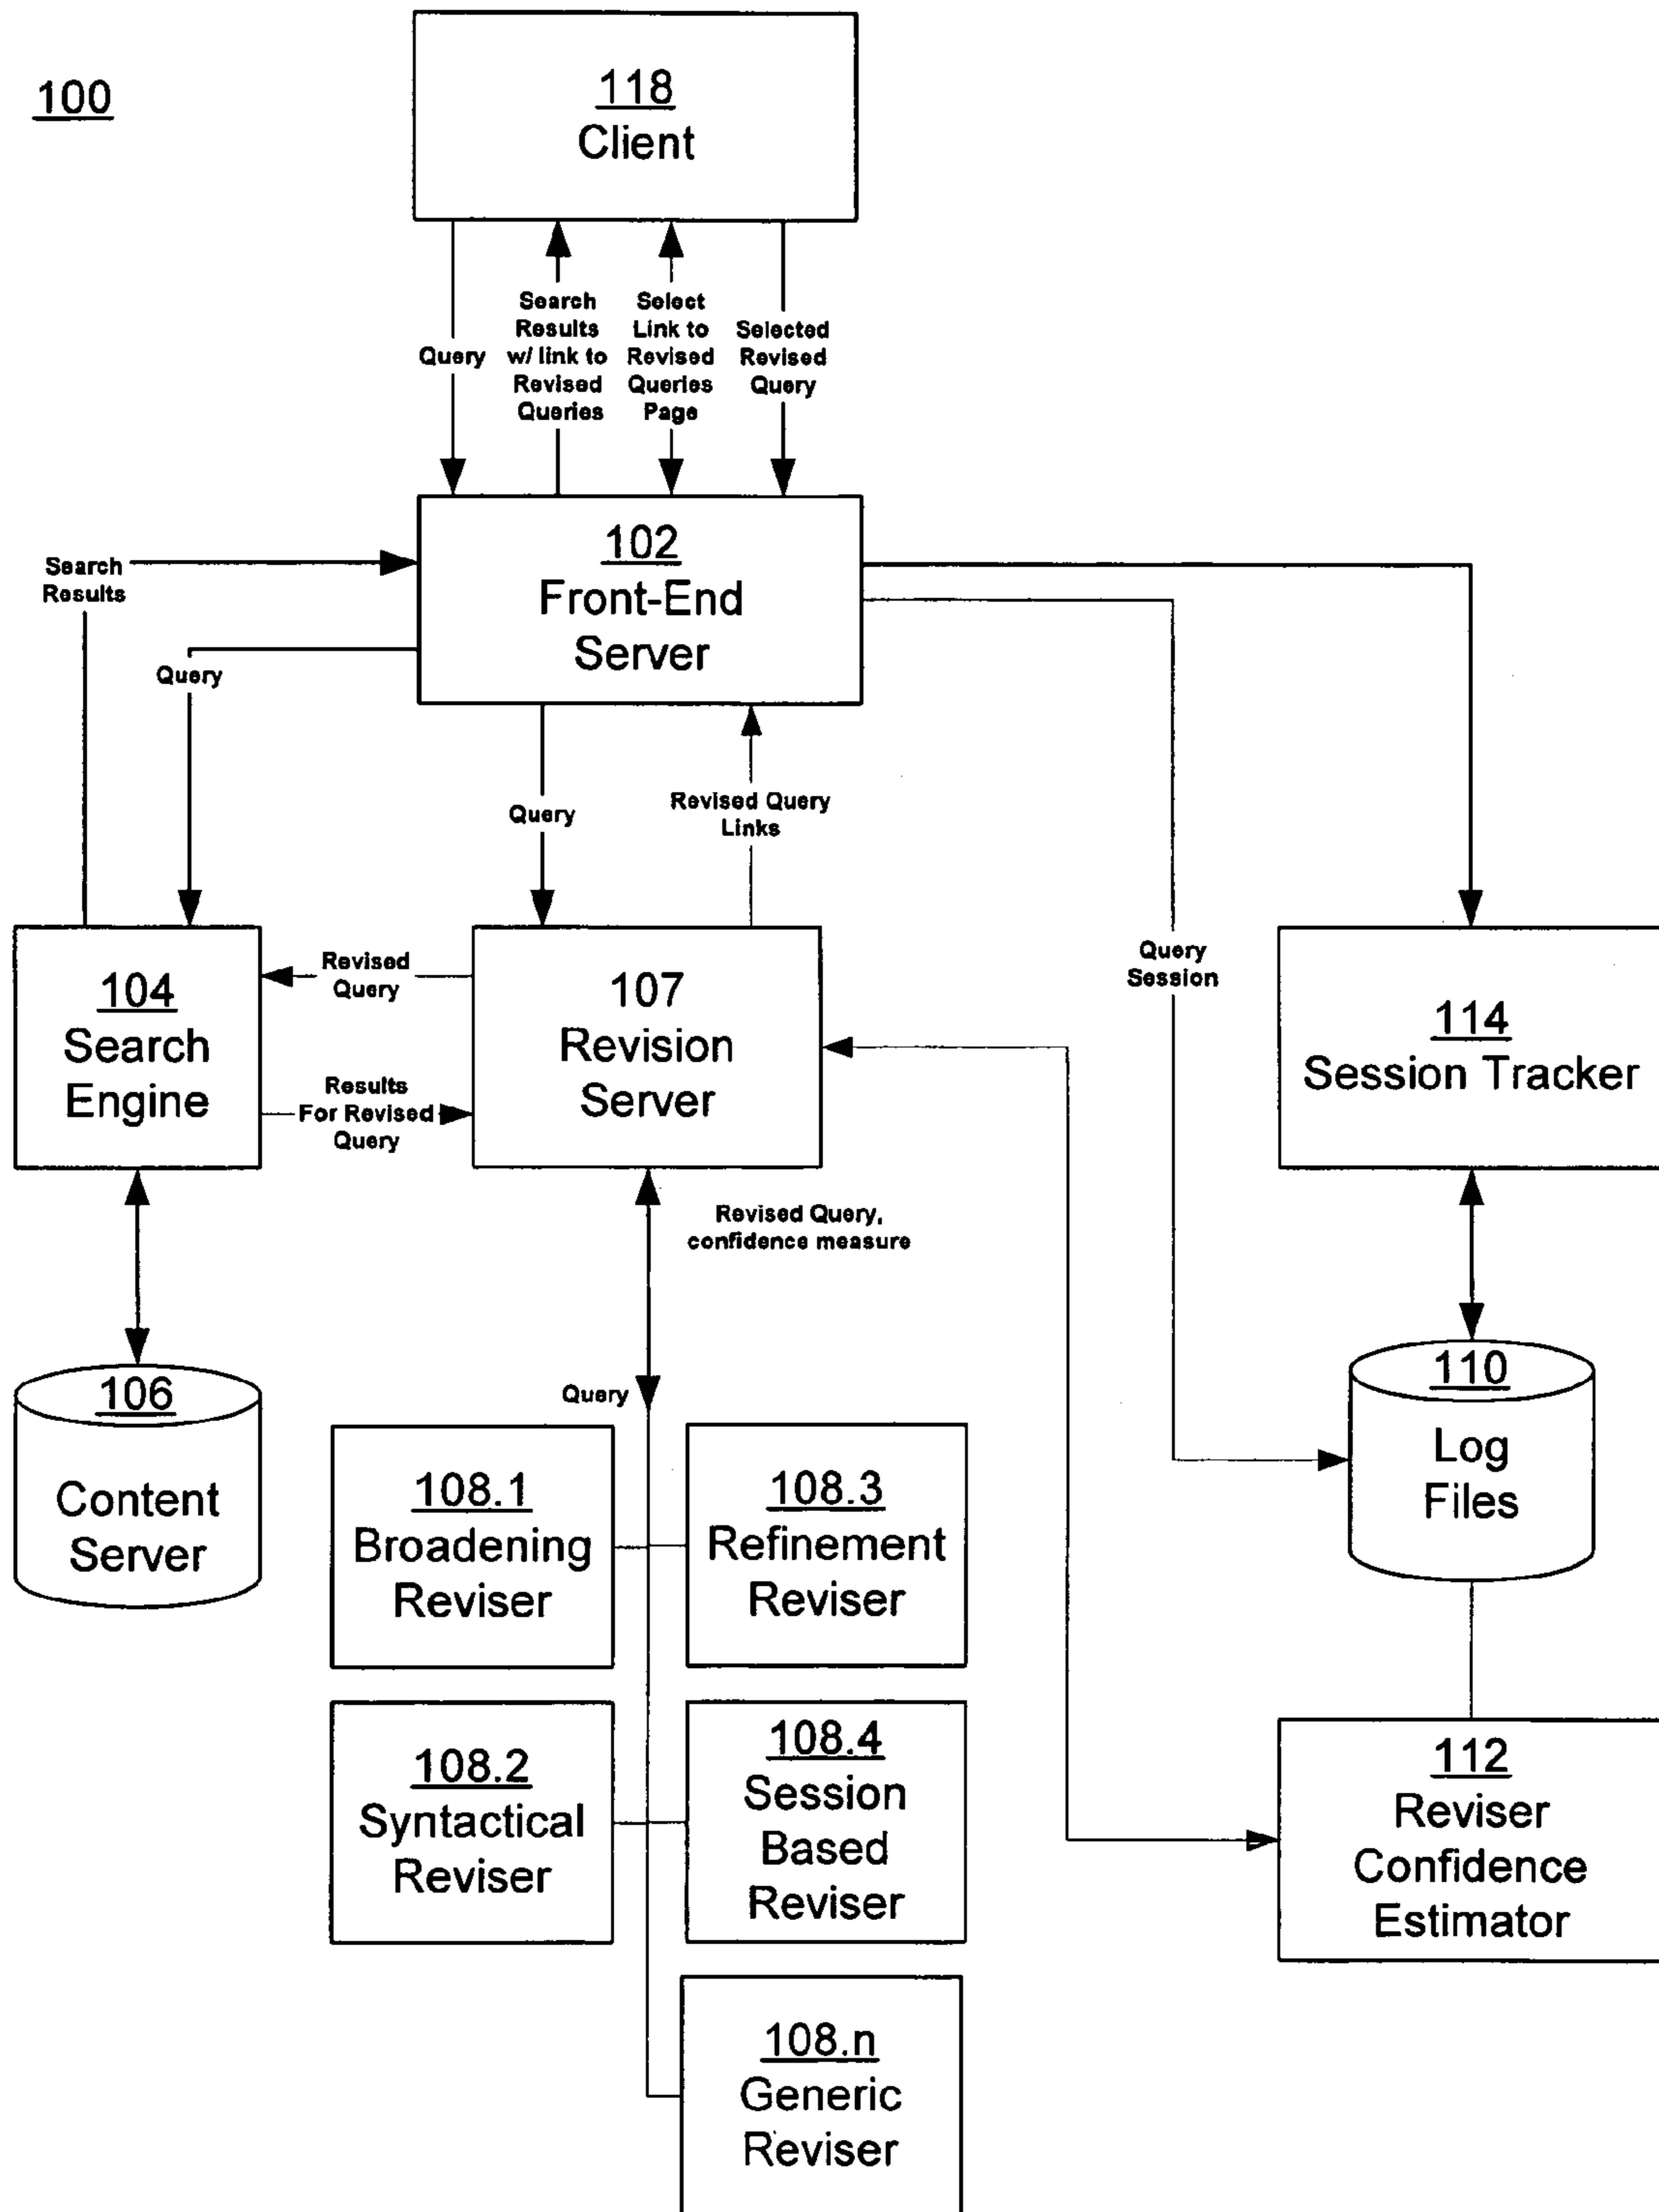 100
118
Client
Query
Search
Results
w/ link to
Revised
Queries
Select
Link to
Revised
Queries
Page
Selected
Revised
Query
102
Front-End
Server
Search
Results
Query
Query
Revised Query
Links
104
Search
Engine
Revised
Query
Results
For Revised
Query
107
Revision
Server
Query
Session
114
Session Tracker
Revised Query,
confidence measure
Query
106
Content
Server
108.1
Broadening
Reviser
108.3
Refinement
Reviser
110
Log
Files
108.2
Syntactical
Reviser
108.4
Session
Based
Reviser
112
Reviser
Confidence
Estimator
108.n
Generic
Reviser